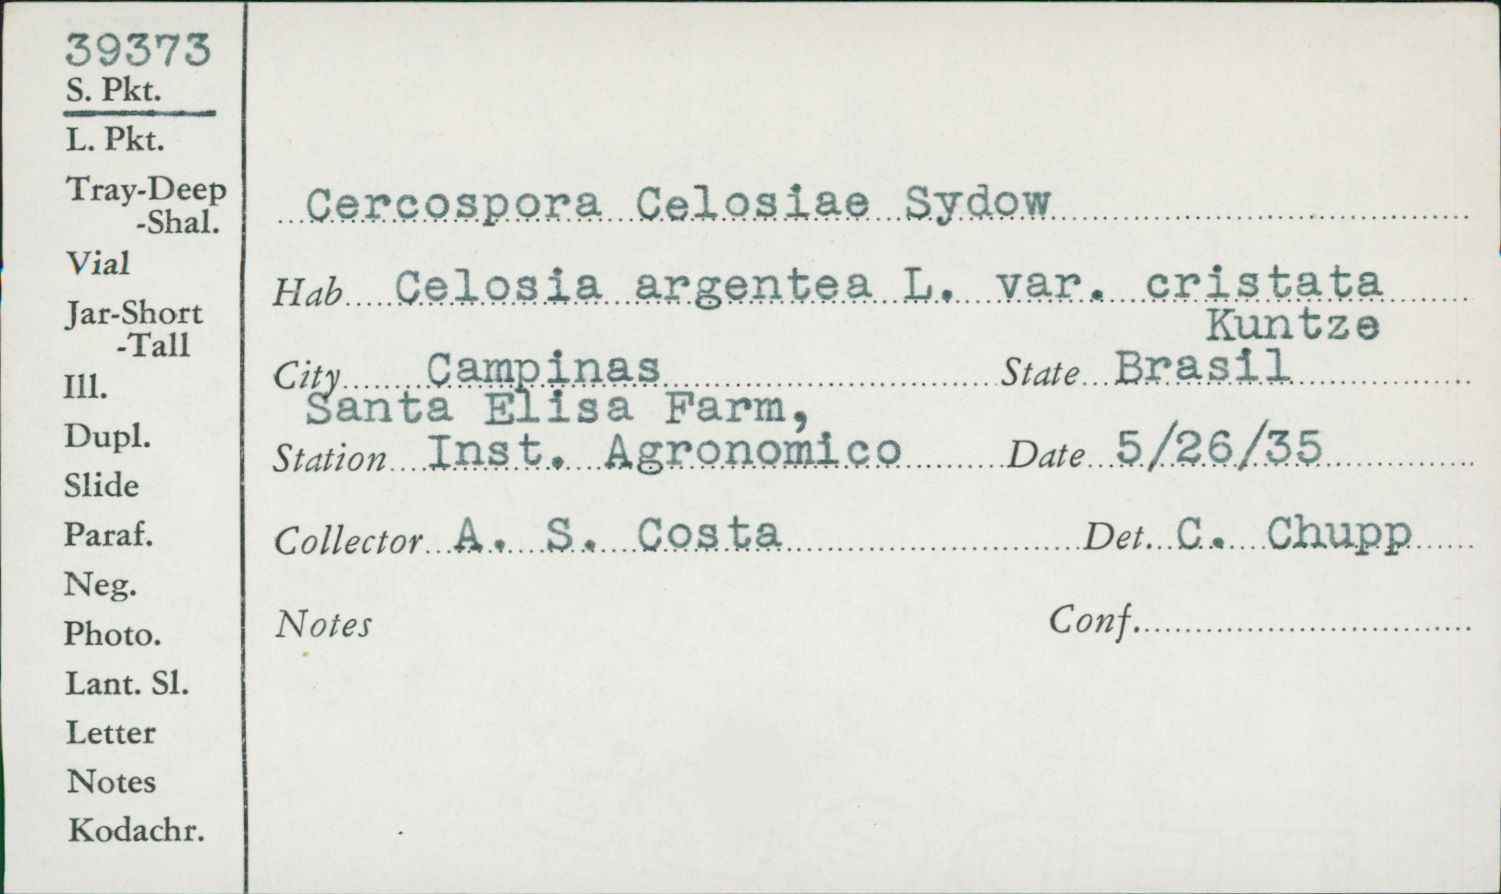 39373
S. Pkt.
L. Pkt.
Tray-Deep
-Shal.
Vial
Jar-Short
-Tall
Ill.
Dupl.
Slide
Paraf.
Neg.
Photo.
Lant. Sl.
Letter
Notes
Kodachr.
Cercospora Celosiae Sydow
Hab Celosia argentea L. var. cristata
Kuntze
City Campinas State Brasil
Santa Elisa Farm,
Station Inst. Agronomico Date 5/26/35
Collector A. S. Costa Det. C. Chupp
Notes Conf.